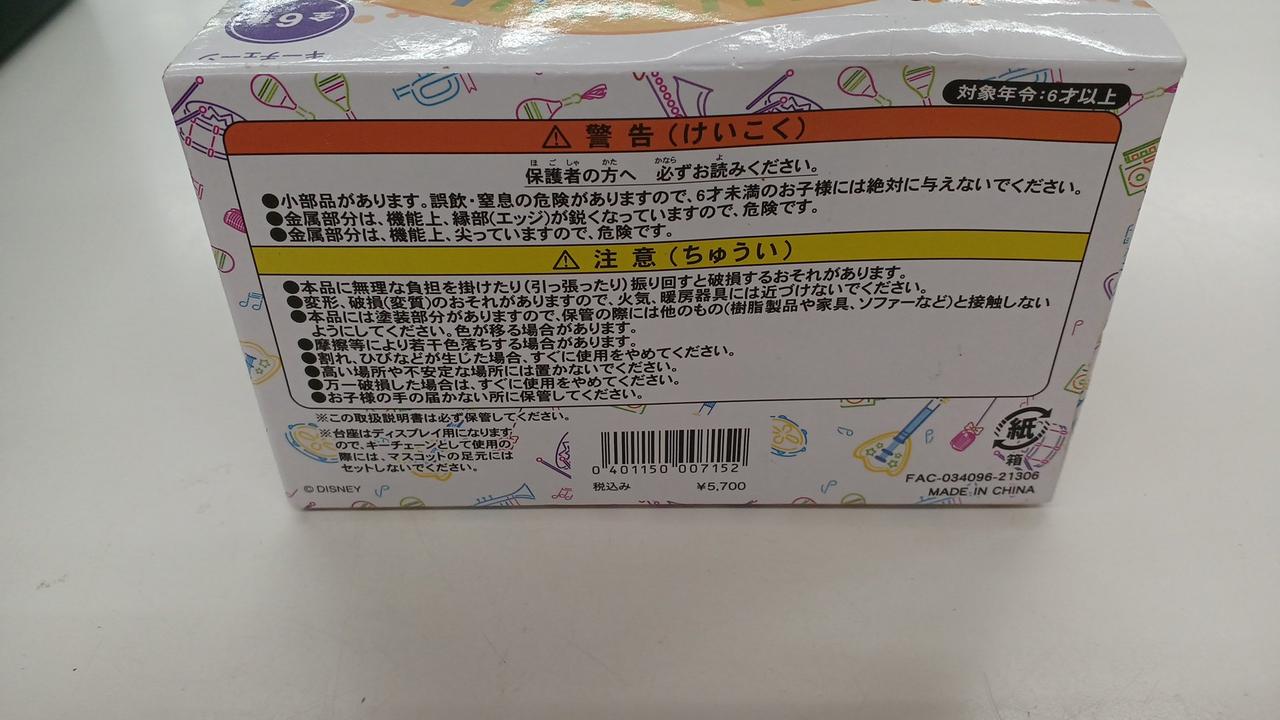 全6
キーチェーン
対象年令:6才以上
⚠警告(けいこく)
保護者の方へ 必ずお読みください。
●小部品があります。誤飲・窒息の危険がありますので、6才未満のお子様には絶対に与えないでください。
●金属部分は、機能上、縁部(エッジ)が鋭くなっていますので、危険です。
●金属部分は、機能上、尖っていますので、危険です。
⚠注意(ちゅうい)
●本品に無理な負担を掛けたり(引っ張ったり)振り回すと破損するおそれがあります。
●変形、破損(変質)のおそれがありますので、火気、暖房器具には近づけないでください。
●本品には塗装部分がありますので、保管の際には他のもの(樹脂製品や家具、ソファーなど)と接触しない
ようにしてください。色が移る場合があります。
●摩擦等により若干色落ちする場合があります。
●割れ、ひびなどが生じた場合、すぐに使用をやめてください。
●高い場所や不安定な場所には置かないでください。
●万一破損した場合は、すぐに使用をやめてください。
●お子様の手の届かない所に保管してください。
※この取扱説明書は必ず保管してください。
※台座はディスプレイ用になります
ので、キーチェーンとして使用の
際には、マスコットの足元には
セットしないでください。
0 401150 007152
税込み ¥5,700
紙
箱
FAC-034096-21306
MADE IN CHINA
© DISNEY